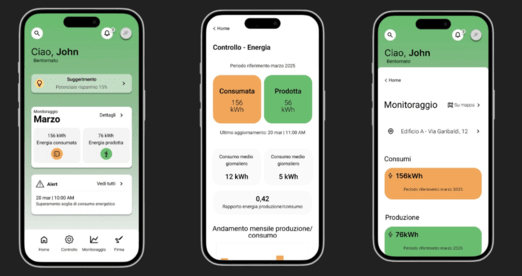 Ciao, John
Bentornato
Suggerimento
Potenziale risparmio 15%
Monitoraggio
Marzo
Dettagli
156 kWh
Energia consumata
76 kWh
Energia prodotta
Alert
Vedi tutti
20 mar | 10:00 AM
Superamento soglia di consumo energetico
Home
Controllo
Monitoraggio
Firma
Home
Controllo - Energia
Periodo riferimento marzo 2025
Consumata
156
kWh
Prodotta
56
kWh
Ultimo aggiornamento: 20 mar | 11:00 AM
Consumo medio
giornaliero
12 kWh
Consumo medio
giornaliero
5 kWh
0,42
Rapporto energia produzione/consumo
Andamento mensile produzione/
consumo
Ciao, John
Bentornato
Home
Monitoraggio
Su mappa
Edificio A - Via Garibaldi, 12
Consumi
156kWh
Periodo riferimento marzo 2025
Produzione
76kWh
Periodo riferimento marzo 2025